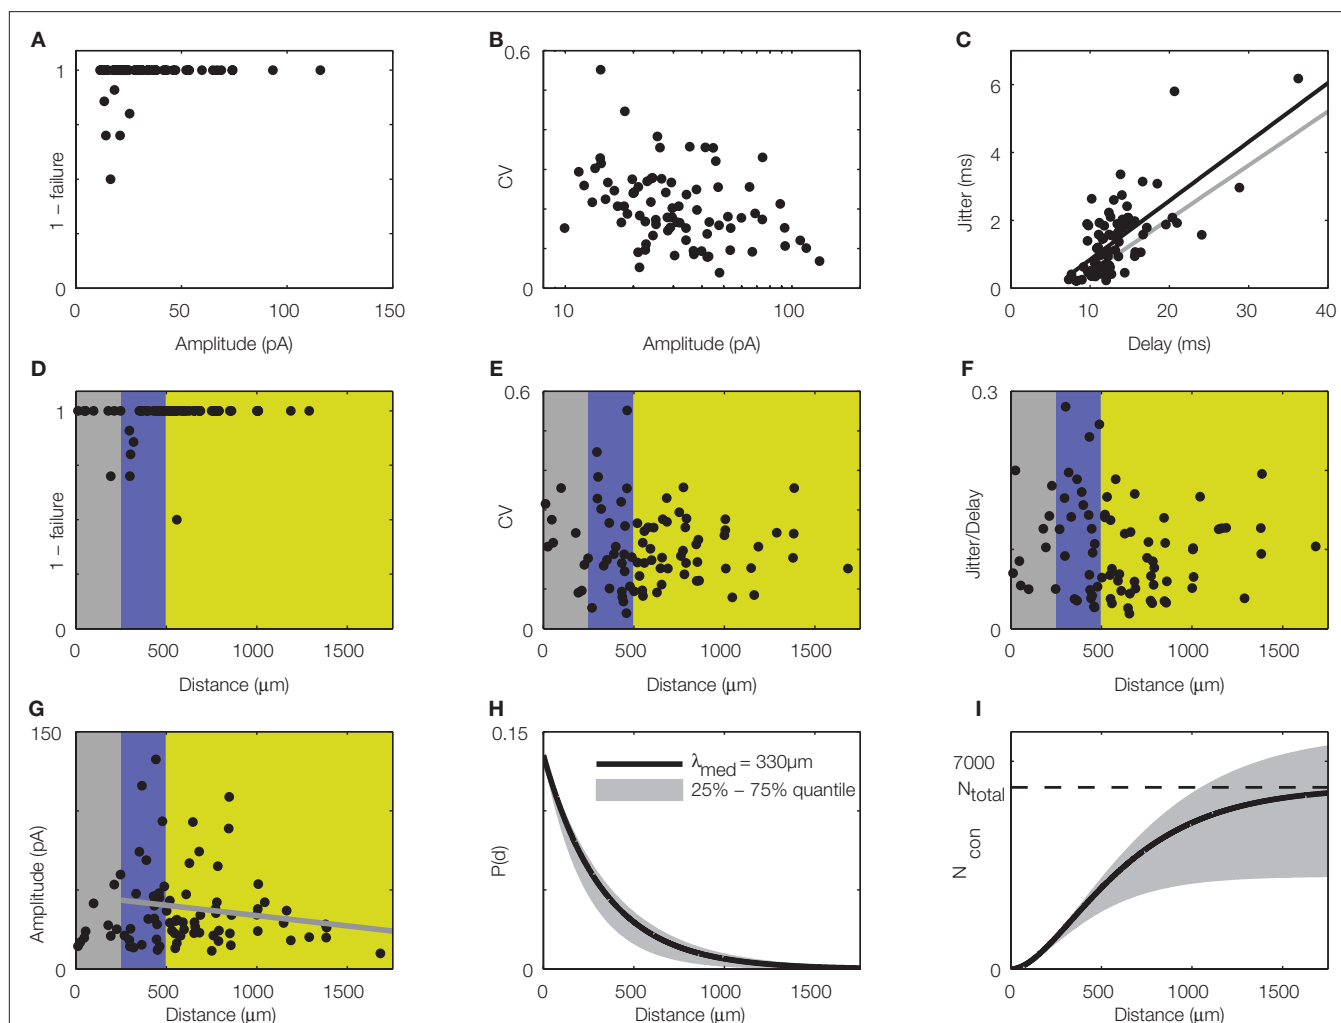 A
1
1 – failure
0
0
50
100
150
Amplitude (pA)
B
0.6
CV
0
10
100
Amplitude (pA)
C
6
4
2
0
Jitter (ms)
0
10
20
30
40
Delay (ms)
D
1
1 – failure
0
0
500
1000
1500
Distance (μm)
E
0.6
CV
0
0
500
1000
1500
Distance (μm)
F
0.3
Jitter/Delay
0
0
500
1000
1500
Distance (μm)
G
150
Amplitude (pA)
0
0
500
1000
1500
Distance (μm)
H
0.15
P(d)
0
λmed = 330μm
25% – 75% quantile
0
500
1000
1500
Distance (μm)
I
7000
Ntotal
Ncon
0
0
500
1000
1500
Distance (μm)